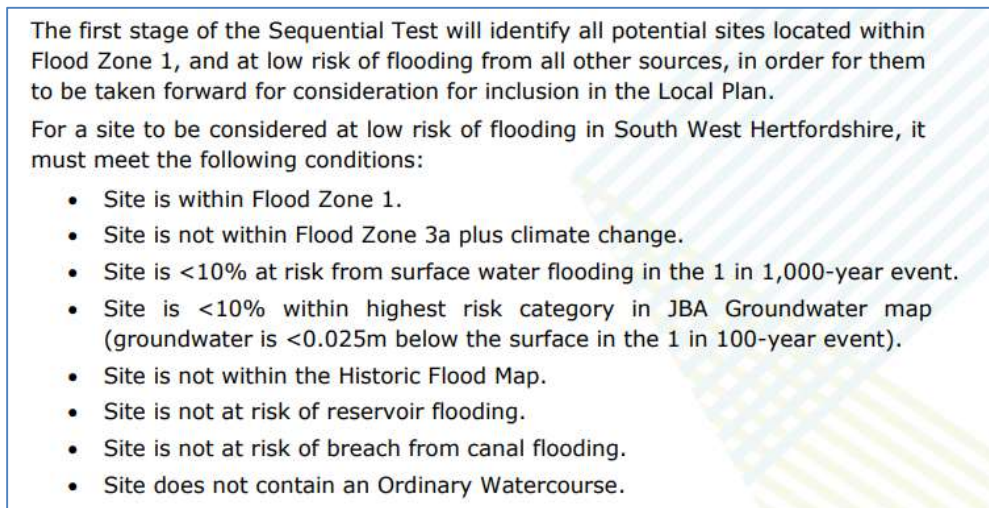 The first stage of the Sequential Test will identify all potential sites located within
Flood Zone 1, and at low risk of flooding from all other sources, in order for them
to be taken forward for consideration for inclusion in the Local Plan.
For a site to be considered at low risk of flooding in South West Hertfordshire, it
must meet the following conditions:
• Site is within Flood Zone 1.
• Site is not within Flood Zone 3a plus climate change.
• Site is <10% at risk from surface water flooding in the 1 in 1,000-year event.
• Site is <10% within highest risk category in JBA Groundwater map
(groundwater is <0.025m below the surface in the 1 in 100-year event).
• Site is not within the Historic Flood Map.
• Site is not at risk of reservoir flooding.
• Site is not at risk of breach from canal flooding.
• Site does not contain an Ordinary Watercourse.